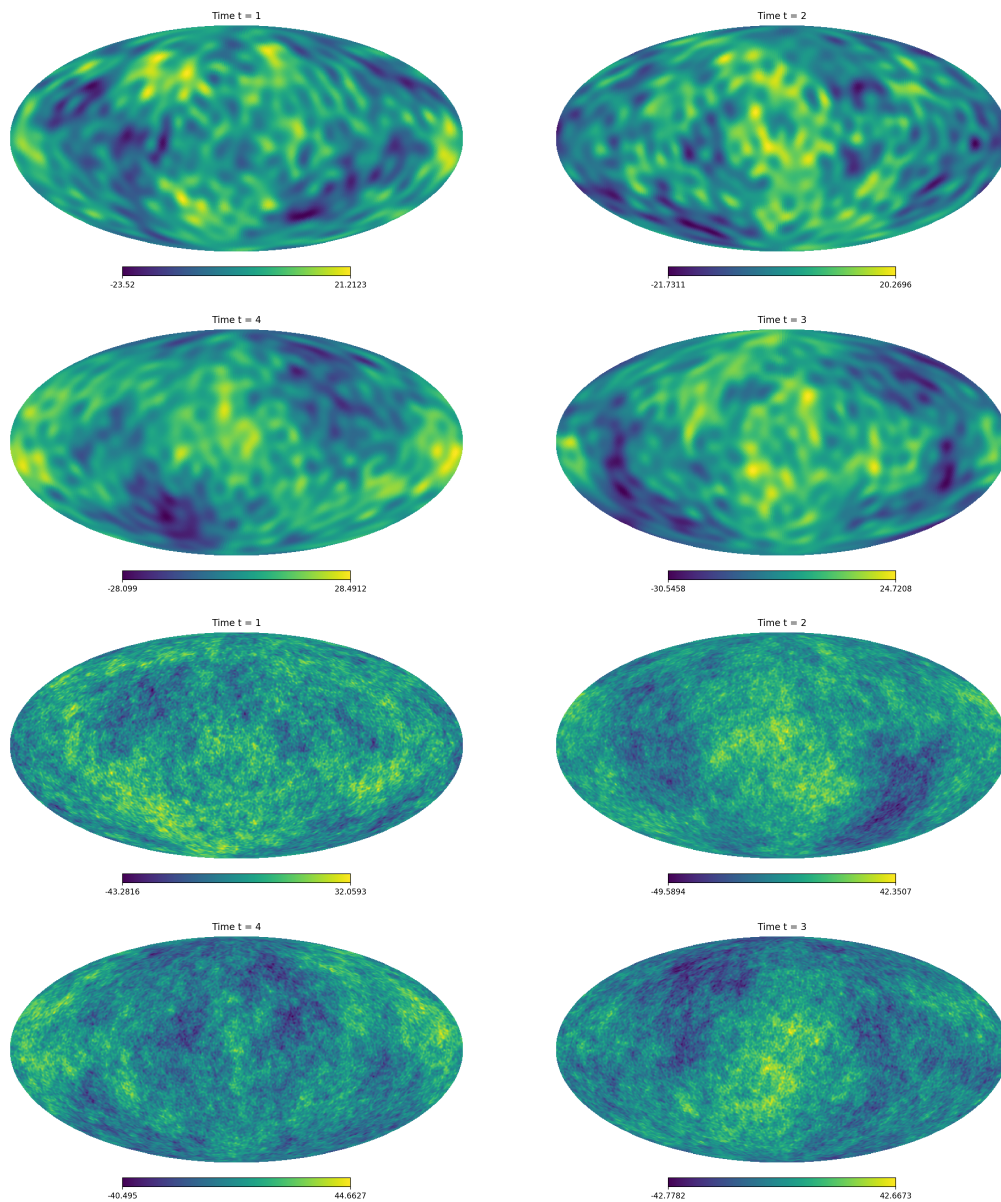 Time t = 1
Time t = 2
-23.52 21.2123
-21.7311 20.2696
Time t = 4
Time t = 3
-28.099 28.4912
-30.5458 24.7208
Time t = 1
Time t = 2
-43.2816 32.0593
-49.5894 42.3507
Time t = 4
Time t = 3
-40.495 44.6627
-42.7782 42.6673